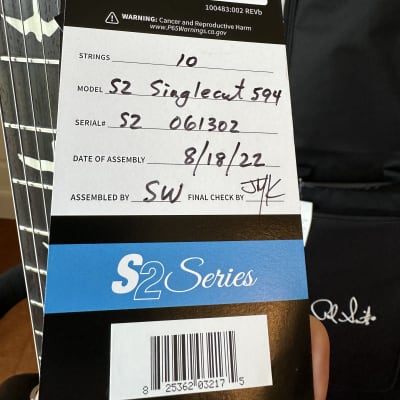 100483:002 REVb
WARNING: Cancer and Reproductive Harm
www.P65Warnings.ca.gov
STRINGS 10
MODEL S2 Singlecut 594
SERIAL# S2 061302
DATE OF ASSEMBLY 8/18/22
ASSEMBLED BY SW FINAL CHECK BY JYK
S2 Series
8 25362 03217 5